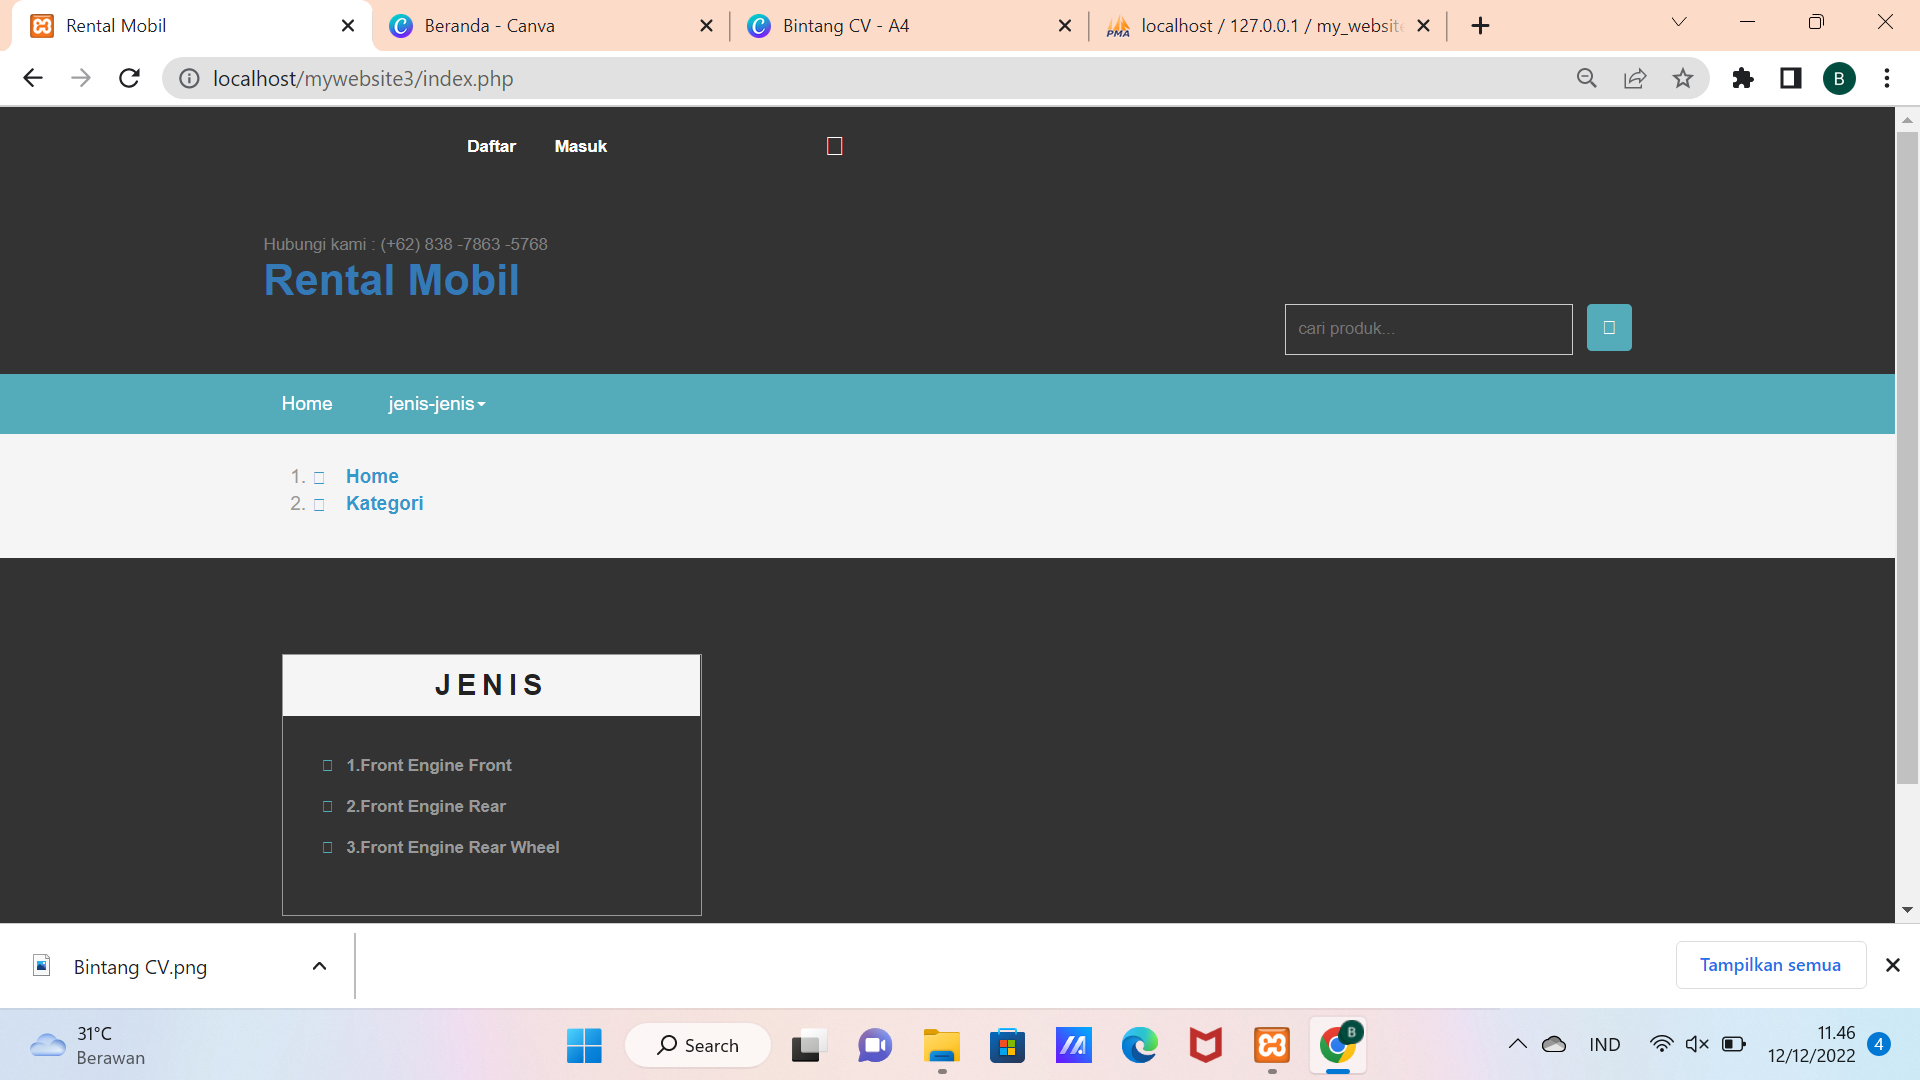 Rental Mobil
Beranda - Canva
Bintang CV - A4
PMA
localhost / 127.0.0.1 / my_website
localhost/mywebsite3/index.php
B
Daftar
Masuk
Hubungi kami : (+62) 838 -7863 -5768
Rental Mobil
cari produk...
Home
jenis-jenis
1. Home
2. Kategori
JENIS
1.Front Engine Front
2.Front Engine Rear
3.Front Engine Rear Wheel
Bintang CV.png
Tampilkan semua
31°C
Berawan
Search
B
IND
11.46
12/12/2022
4